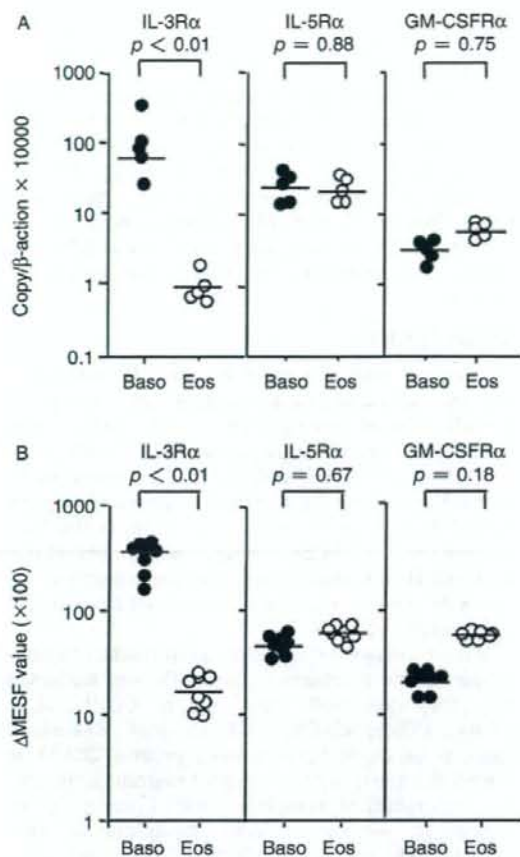 A
IL-3Rα IL-5Rα GM-CSFRα
p < 0.01 p = 0.88 p = 0.75
Copy/β-action × 10000
1000
100
10
1
0.1
Baso Eos Baso Eos Baso Eos
B
IL-3Rα IL-5Rα GM-CSFRα
p < 0.01 p = 0.67 p = 0.18
ΔMESF value (×100)
1000
100
10
1
Baso Eos Baso Eos Baso Eos